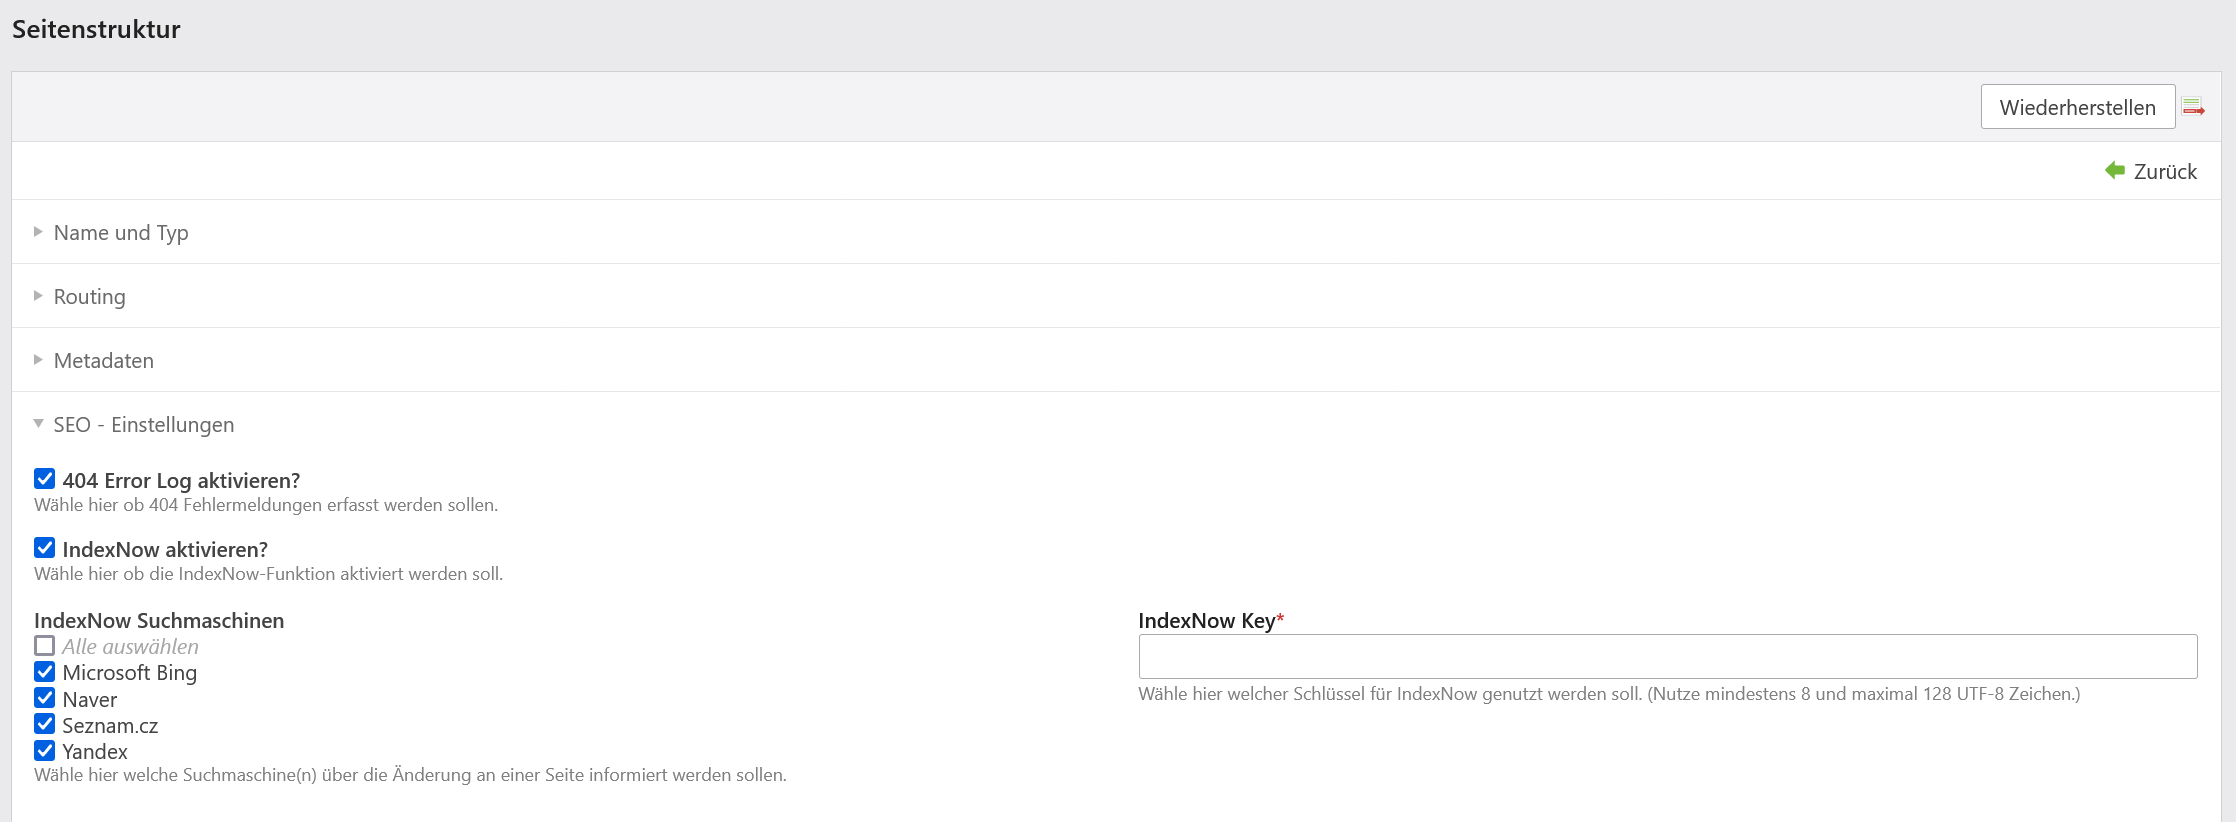 Seitenstruktur
Wiederherstellen
Zurück
Name und Typ
Routing
Metadaten
SEO - Einstellungen
404 Error Log aktivieren?
Wähle hier ob 404 Fehlermeldungen erfasst werden sollen.
IndexNow aktivieren?
Wähle hier ob die IndexNow-Funktion aktiviert werden soll.
IndexNow Suchmaschinen
Alle auswählen
Microsoft Bing
Naver
Seznam.cz
Yandex
Wähle hier welche Suchmaschine(n) über die Änderung an einer Seite informiert werden sollen.
IndexNow Key*
Wähle hier welcher Schlüssel für IndexNow genutzt werden soll. (Nutze mindestens 8 und maximal 128 UTF-8 Zeichen.)